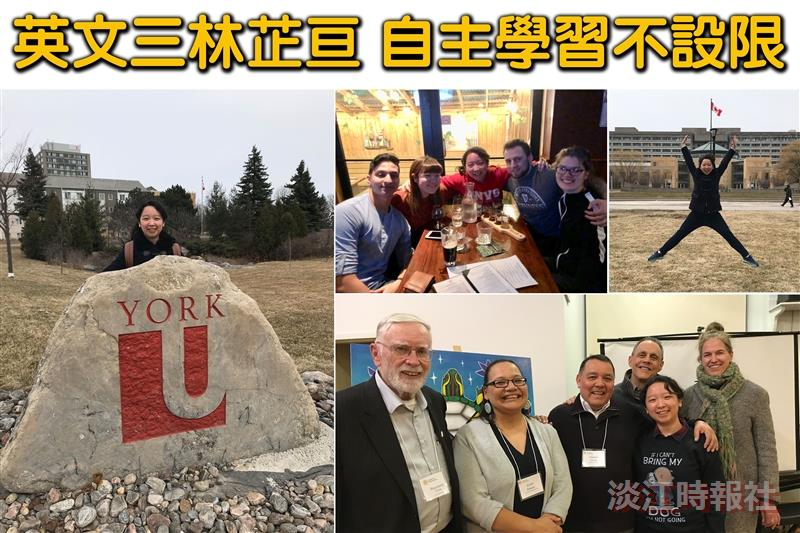 英文三林芷亘 自主學習不設限
YORK
U
IF I CAN'T
BRING MY
DOG
I'M NOT GOING
淡江時報社